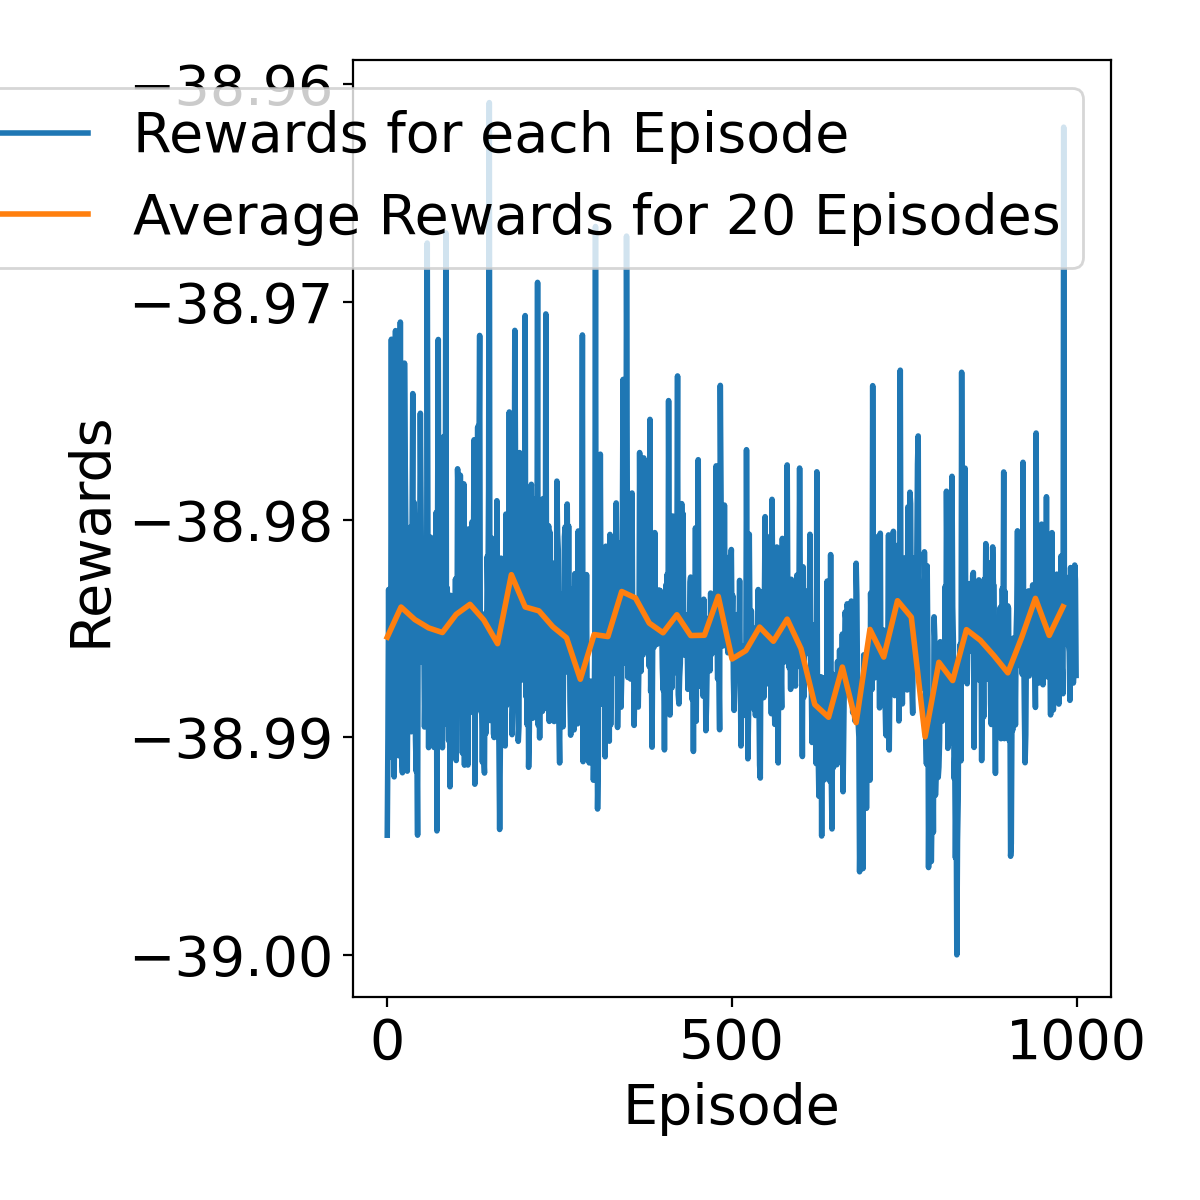 −38.96
Rewards for each Episode
Average Rewards for 20 Episodes
−38.97
−38.98
Rewards
−38.99
−39.00
0 500 1000
Episode